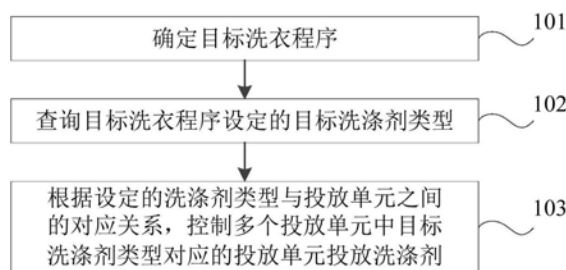 确定目标洗衣程序
101
查询目标洗衣程序设定的目标洗涤剂类型
102
根据设定的洗涤剂类型与投放单元之间
的对应关系，控制多个投放单元中目标
洗涤剂类型对应的投放单元投放洗涤剂
103